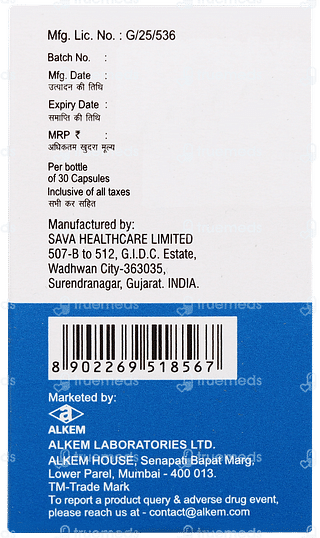 Mfg. Lic. No. : G/25/536
Batch No. :
Mfg. Date :
उत्पादन की तिथि
Expiry Date :
समाप्ति की तिथि
MRP ₹ :
अधिकतम खुदरा मूल्य
Per bottle
of 30 Capsules
Inclusive of all taxes
सभी कर सहित
Manufactured by:
SAVA HEALTHCARE LIMITED
507-B to 512, G.I.D.C. Estate,
Wadhwan City-363035,
Surendranagar, Gujarat. INDIA.
8 902269 518567
Marketed by:
ALKEM
ALKEM LABORATORIES LTD.
ALKEM HOUSE, Senapati Bapat Marg,
Lower Parel, Mumbai - 400 013.
TM-Trade Mark
To report a product query & adverse drug event,
please reach us at - contact@alkem.com
truemeds